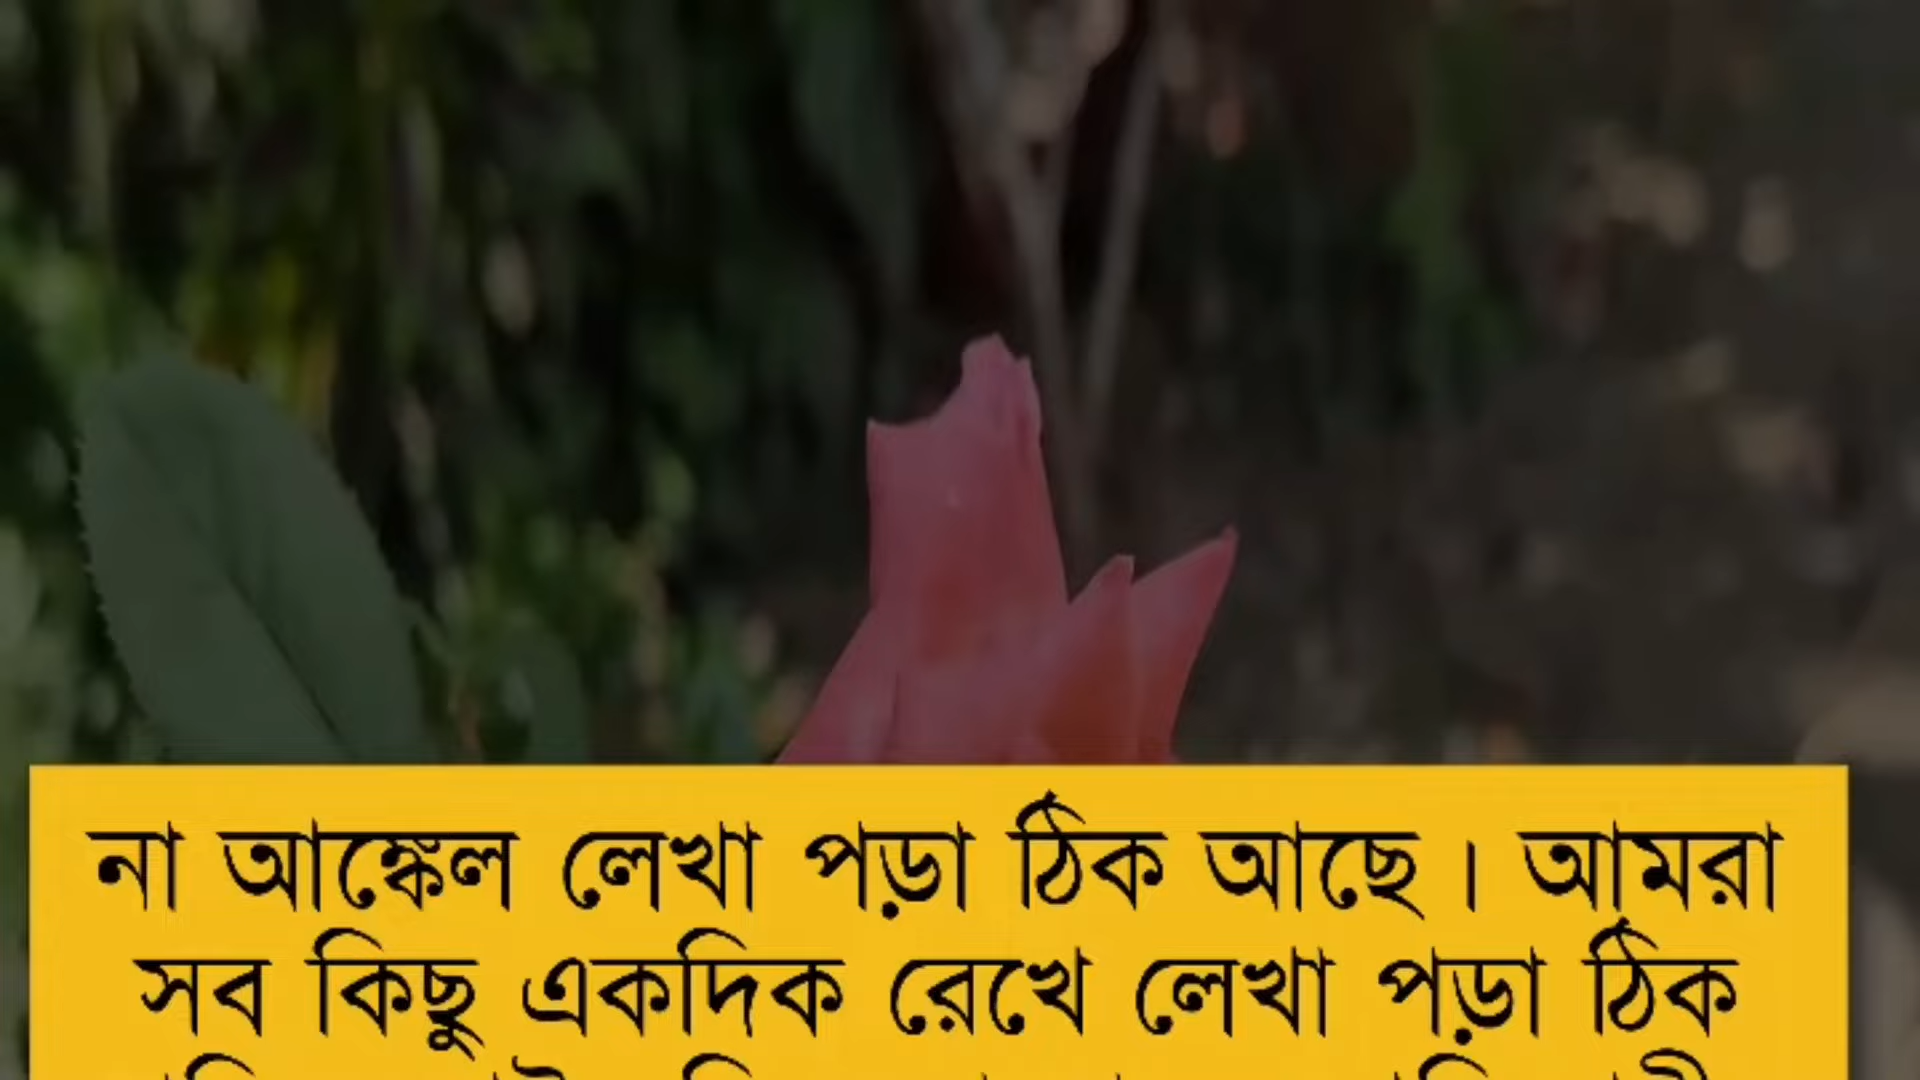 না আঙ্কেল লেখা পড়া ঠিক আছে । আমরা
সব কিছু একদিক রেখে লেখা পড়া ঠিক